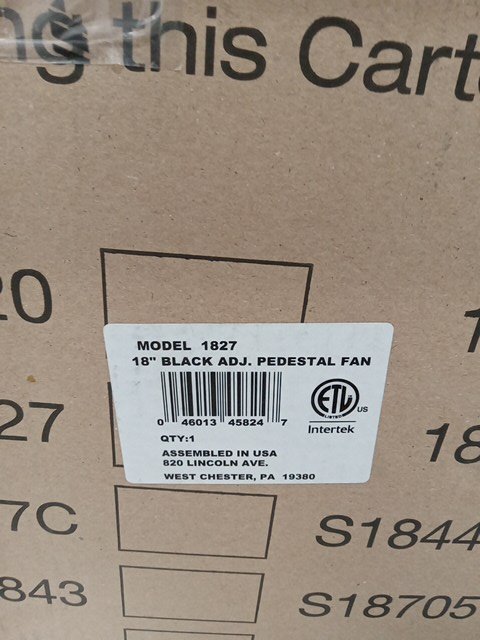 this Cart
20
MODEL 1827
18" BLACK ADJ. PEDESTAL FAN
0 46013 45824 7
ETL
LISTED
US
Intertek
QTY:1
ASSEMBLED IN USA
820 LINCOLN AVE.
WEST CHESTER, PA 19380
27
18
7C
S1844
843
S18705